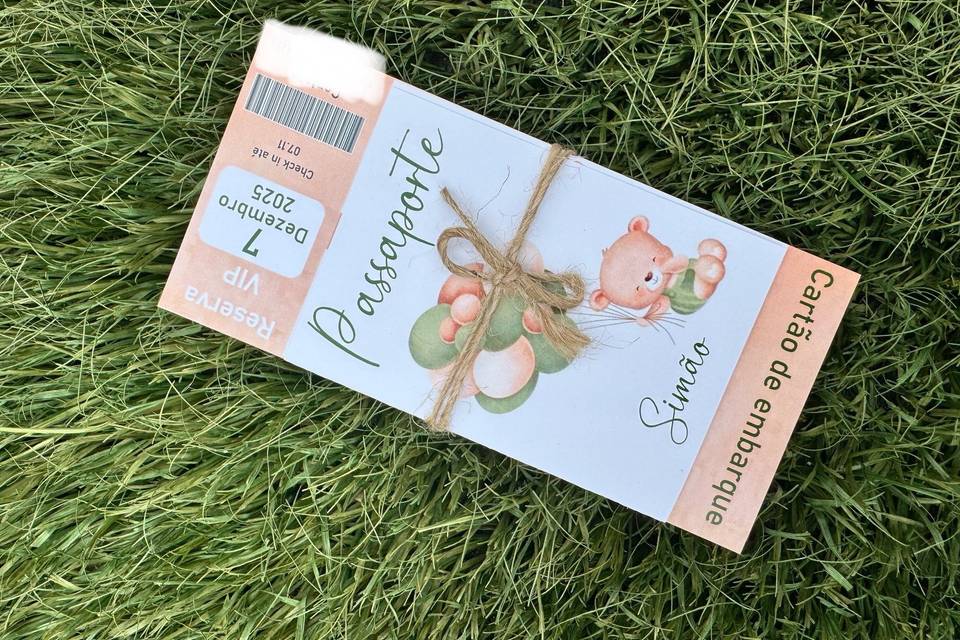 Passaporte
Simão
Cartão de embarque
Reserva
VIP
7
Dezembro
2025
Check in até
07.11